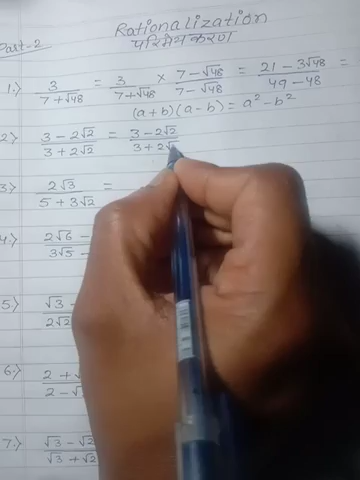 Rationalization
Part-2
परिमेयकरण
1.) 3/(7+√48) = 3/(7+√48) × (7-√48)/(7-√48) = (21-3√48)/(49-48) =
(a+b)(a-b) = a²-b²
2) (3-2√2)/(3+2√2) = (3-2√2)/(3+2√
3) 2√3/(5+3√2) =
4.) 2√6 -/3√5 -
5) √3 -/2√2
6.) 2+√/2-√
7.) √3-√2/√3+√2